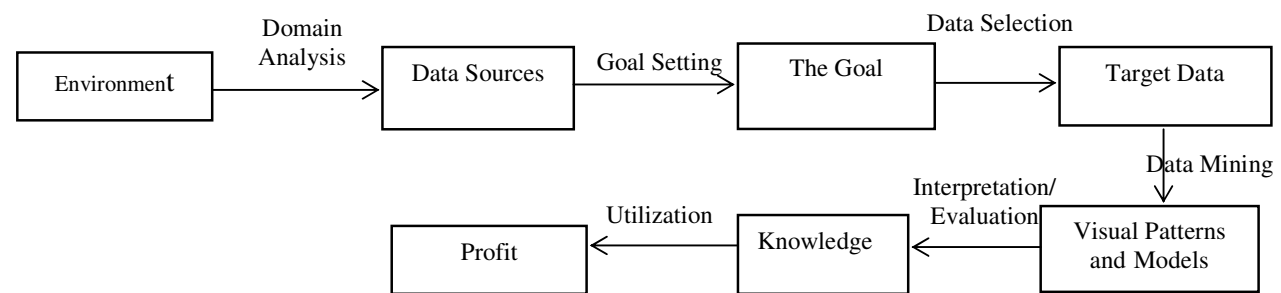 Domain
Analysis
Environment
Data Sources
Goal Setting
The Goal
Data Selection
Target Data
Data Mining
Visual Patterns
and Models
Interpretation/
Evaluation
Knowledge
Utilization
Profit